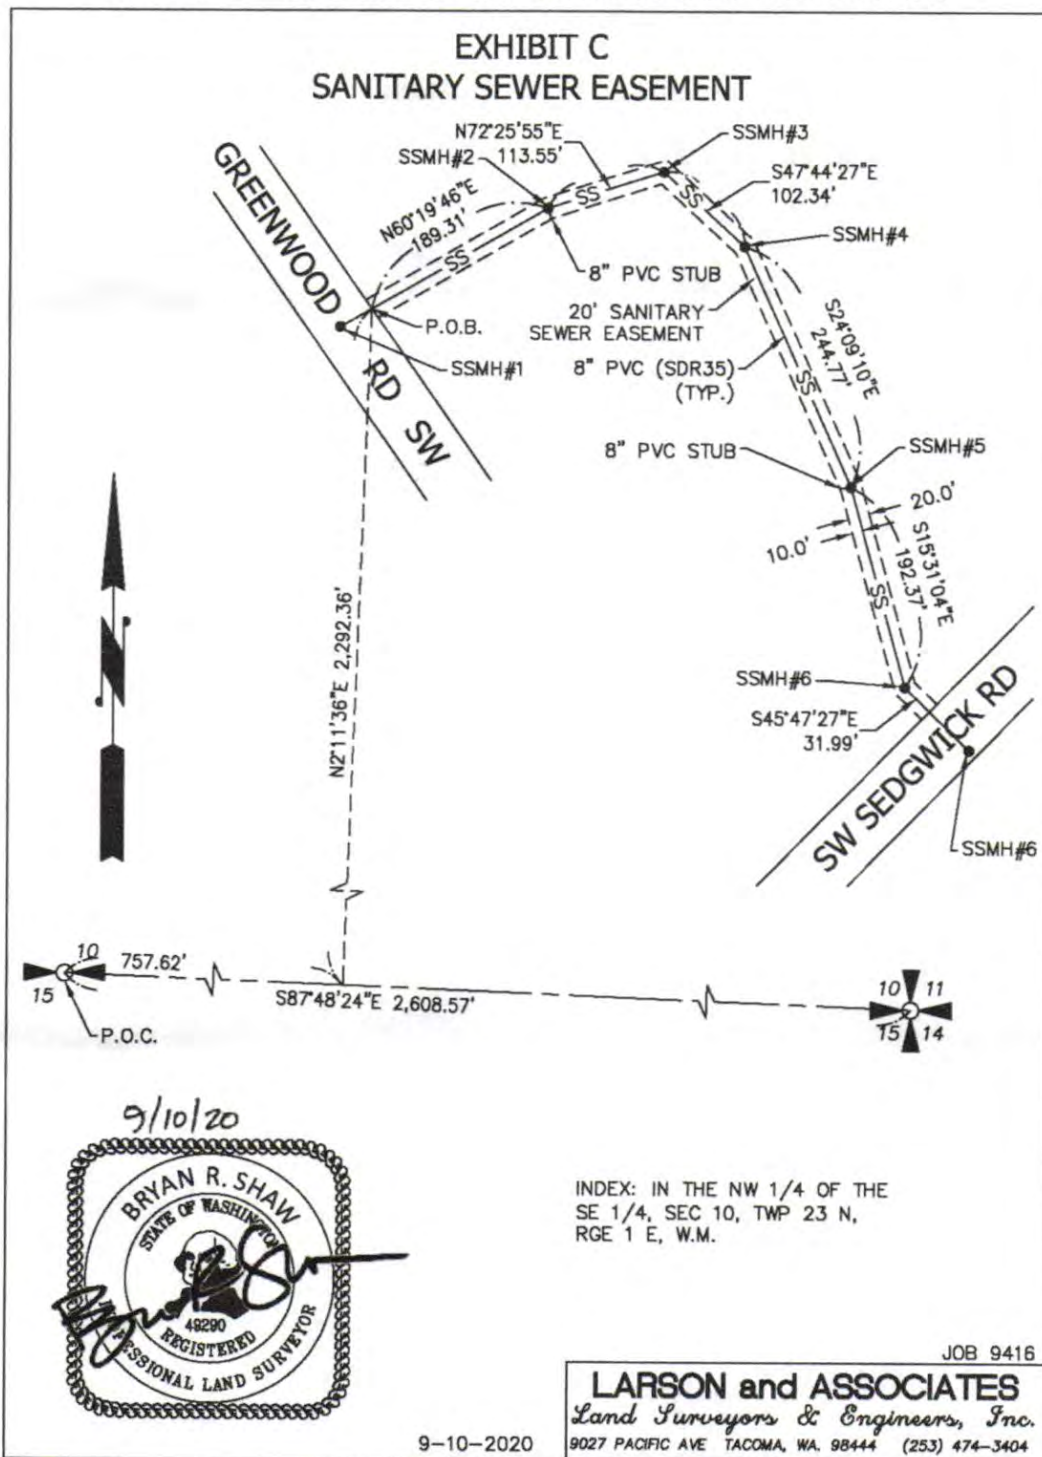 EXHIBIT C
SANITARY SEWER EASEMENT
N72°25'55"E
113.55'
SSMH#3
SSMH#2
S47°44'27"E
102.34'
GREENWOOD
RD SW
N60°19'46"E
189.31'
SS
SS
SS
SSMH#4
8" PVC STUB
P.O.B.
20' SANITARY
SEWER EASEMENT
SSMH#1
8" PVC (SDR35)
(TYP.)
S24°09'10"E
244.77'
SS
8" PVC STUB
SSMH#5
20.0'
10.0'
S15°31'04"E
192.37'
SS
N2°11'36"E 2,292.36'
N
SSMH#6
S45°47'27"E
31.99'
SW SEDGWICK RD
SSMH#6
10
15
757.62'
S87°48'24"E 2,608.57'
P.O.C.
10 11
15 14
9/10/20
BRYAN R. SHAW
STATE OF WASHINGTON
49290
REGISTERED
LAND SURVEYOR
INDEX: IN THE NW 1/4 OF THE
SE 1/4, SEC 10, TWP 23 N,
RGE 1 E, W.M.
JOB 9416
LARSON and ASSOCIATES
Land Surveyors & Engineers, Inc.
9027 PACIFIC AVE TACOMA, WA. 98444 (253) 474-3404
9-10-2020